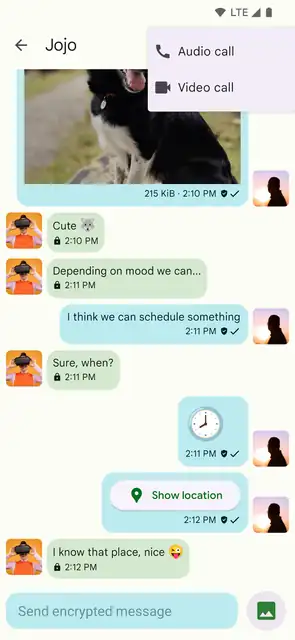 LTE
Jojo
Audio call
Video call
215 KiB · 2:10 PM
Cute 🐺
2:10 PM
Depending on mood we can...
2:11 PM
I think we can schedule something
2:11 PM
Sure, when?
2:11 PM
2:11 PM
Show location
2:12 PM
I know that place, nice 😜
2:12 PM
Send encrypted message